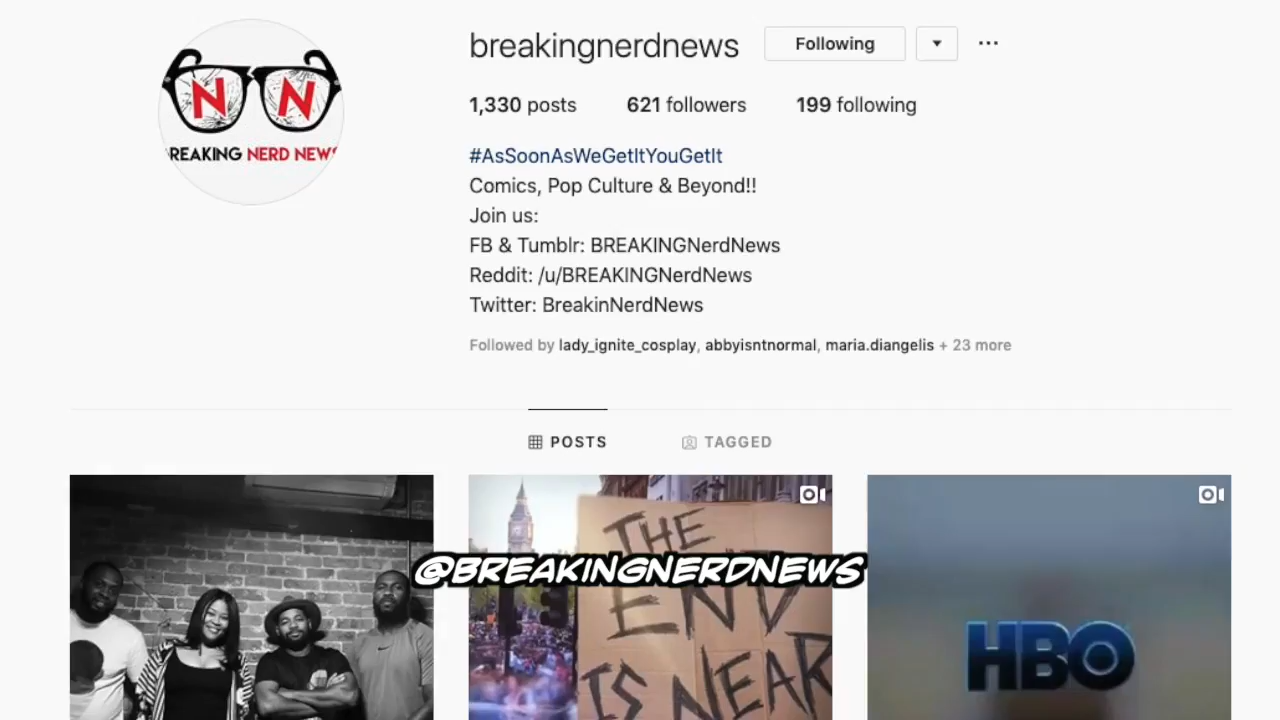 breakingnerdnews Following
1,330 posts 621 followers 199 following
NN
BREAKING NERD NEWS
#AsSoonAsWeGetItYouGetIt
Comics, Pop Culture & Beyond!!
Join us:
FB & Tumblr: BREAKINGNerdNews
Reddit: /u/BREAKINGNerdNews
Twitter: BreakinNerdNews
Followed by lady_ignite_cosplay, abbyisntnormal, maria.diangelis + 23 more
POSTS TAGGED
THE
END
IS NEAR
@BREAKINGNERDNEWS
HBO